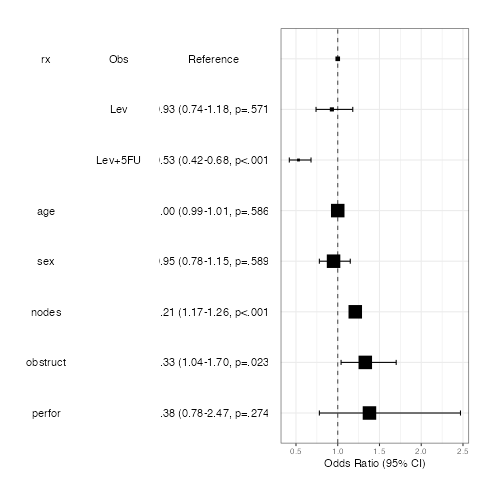 rx Obs Reference
Lev .93 (0.74-1.18, p=.571
Lev+5FU .53 (0.42-0.68, p<.001
age .00 (0.99-1.01, p=.586
sex .95 (0.78-1.15, p=.589
nodes .21 (1.17-1.26, p<.001
obstruct .33 (1.04-1.70, p=.023
perfor .38 (0.78-2.47, p=.274
0.5 1.0 1.5 2.0 2.5
Odds Ratio (95% CI)